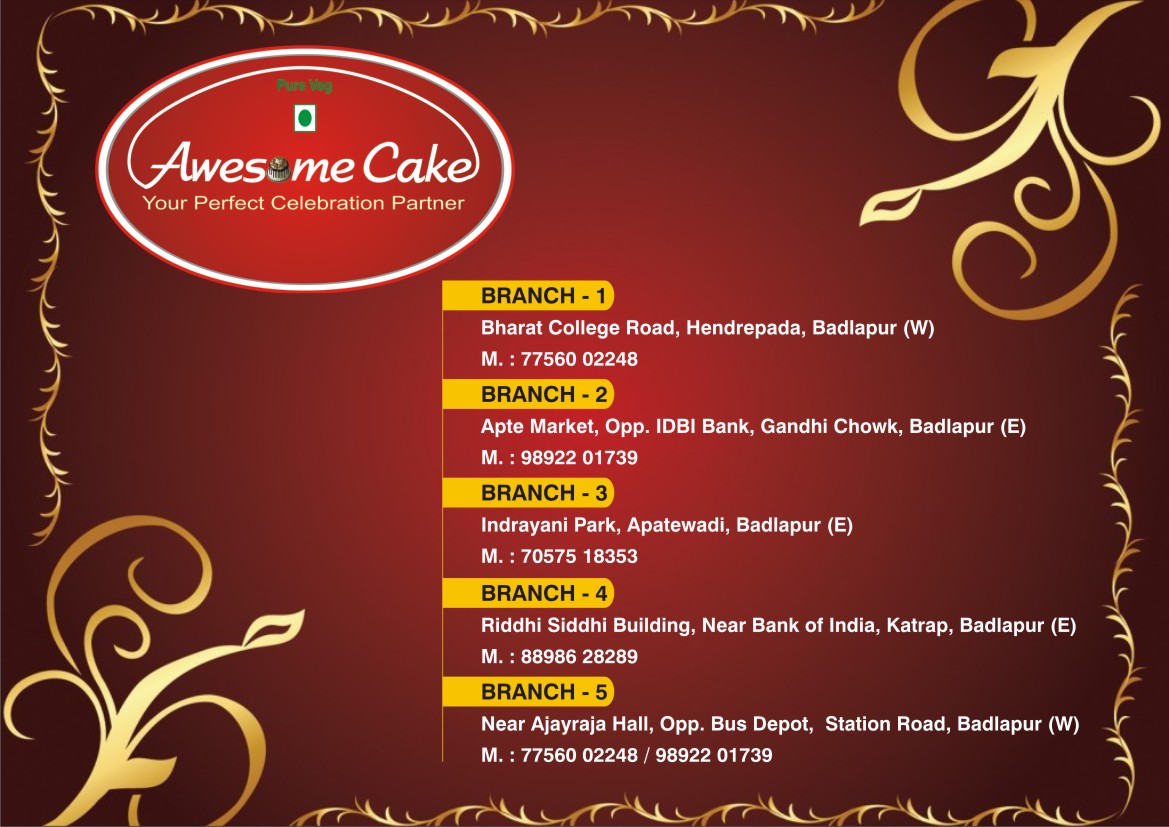 Pure Veg
Awesome Cake
Your Perfect Celebration Partner
BRANCH - 1
Bharat College Road, Hendrepada, Badlapur (W)
M. : 77560 02248
BRANCH - 2
Apte Market, Opp. IDBI Bank, Gandhi Chowk, Badlapur (E)
M. : 98922 01739
BRANCH - 3
Indrayani Park, Apatewadi, Badlapur (E)
M. : 70575 18353
BRANCH - 4
Riddhi Siddhi Building, Near Bank of India, Katrap, Badlapur (E)
M. : 88986 28289
BRANCH - 5
Near Ajayraja Hall, Opp. Bus Depot,  Station Road, Badlapur (W)
M. : 77560 02248 / 98922 01739